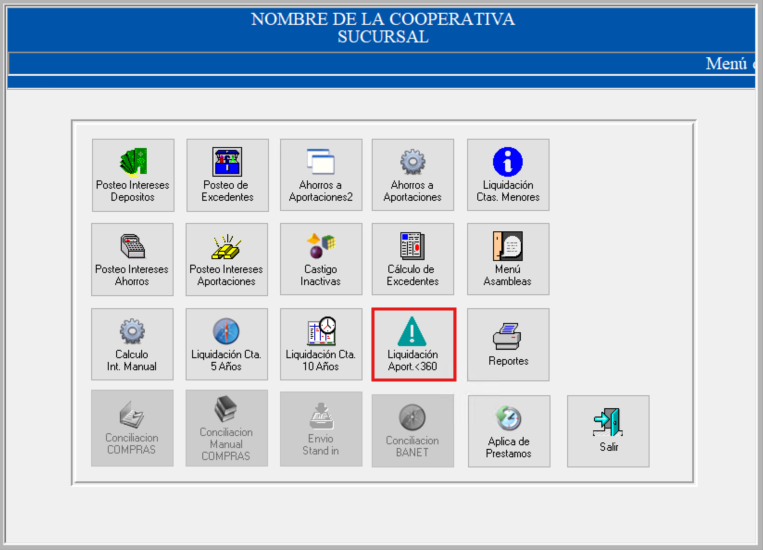 NOMBRE DE LA COOPERATIVA
SUCURSAL
Menú
Posteo Intereses
Depositos
Posteo de
Excedentes
Ahorros a
Aportaciones2
Ahorros a
Aportaciones
Liquidación
Ctas. Menores
Posteo Intereses
Ahorros
Posteo Intereses
Aportaciones
Castigo
Inactivas
Cálculo de
Excedentes
Menú
Asambleas
Calculo
Int. Manual
Liquidación Cta.
5 Años
Liquidación Cta.
10 Años
Liquidación
Aport.<360
Reportes
Conciliacion
COMPRAS
Conciliacion
Manual
COMPRAS
Envio
Stand in
Conciliacion
BANET
Aplica de
Prestamos
Salir